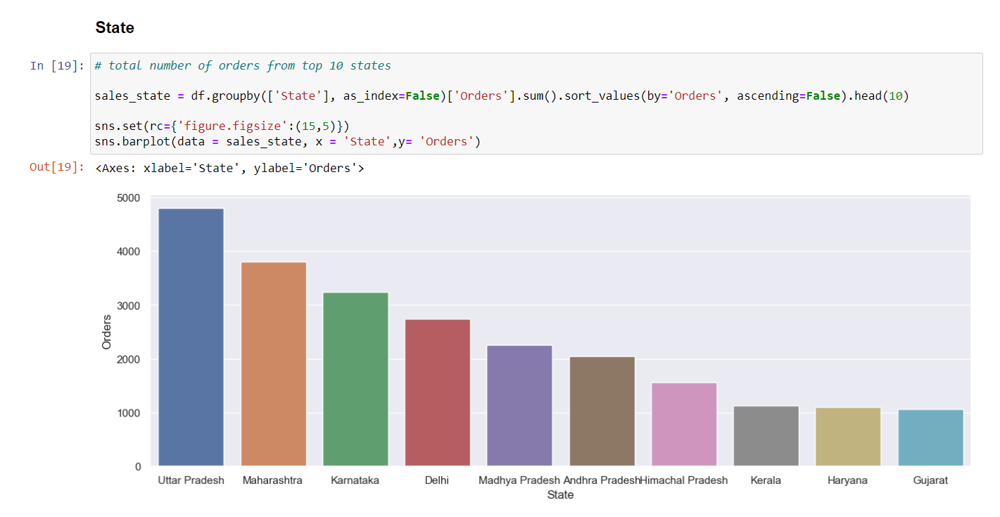 State
In [19]: # total number of orders from top 10 states
sales_state = df.groupby(['State'], as_index=False)['Orders'].sum().sort_values(by='Orders', ascending=False).head(10)
sns.set(rc={'figure.figsize':(15,5)})
sns.barplot(data = sales_state, x = 'State',y= 'Orders')
Out[19]: <Axes: xlabel='State', ylabel='Orders'>
5000
4000
3000
2000
1000
0
Orders
Uttar Pradesh Maharashtra Karnataka Delhi Madhya Pradesh Andhra Pradesh Himachal Pradesh Kerala Haryana Gujarat
State